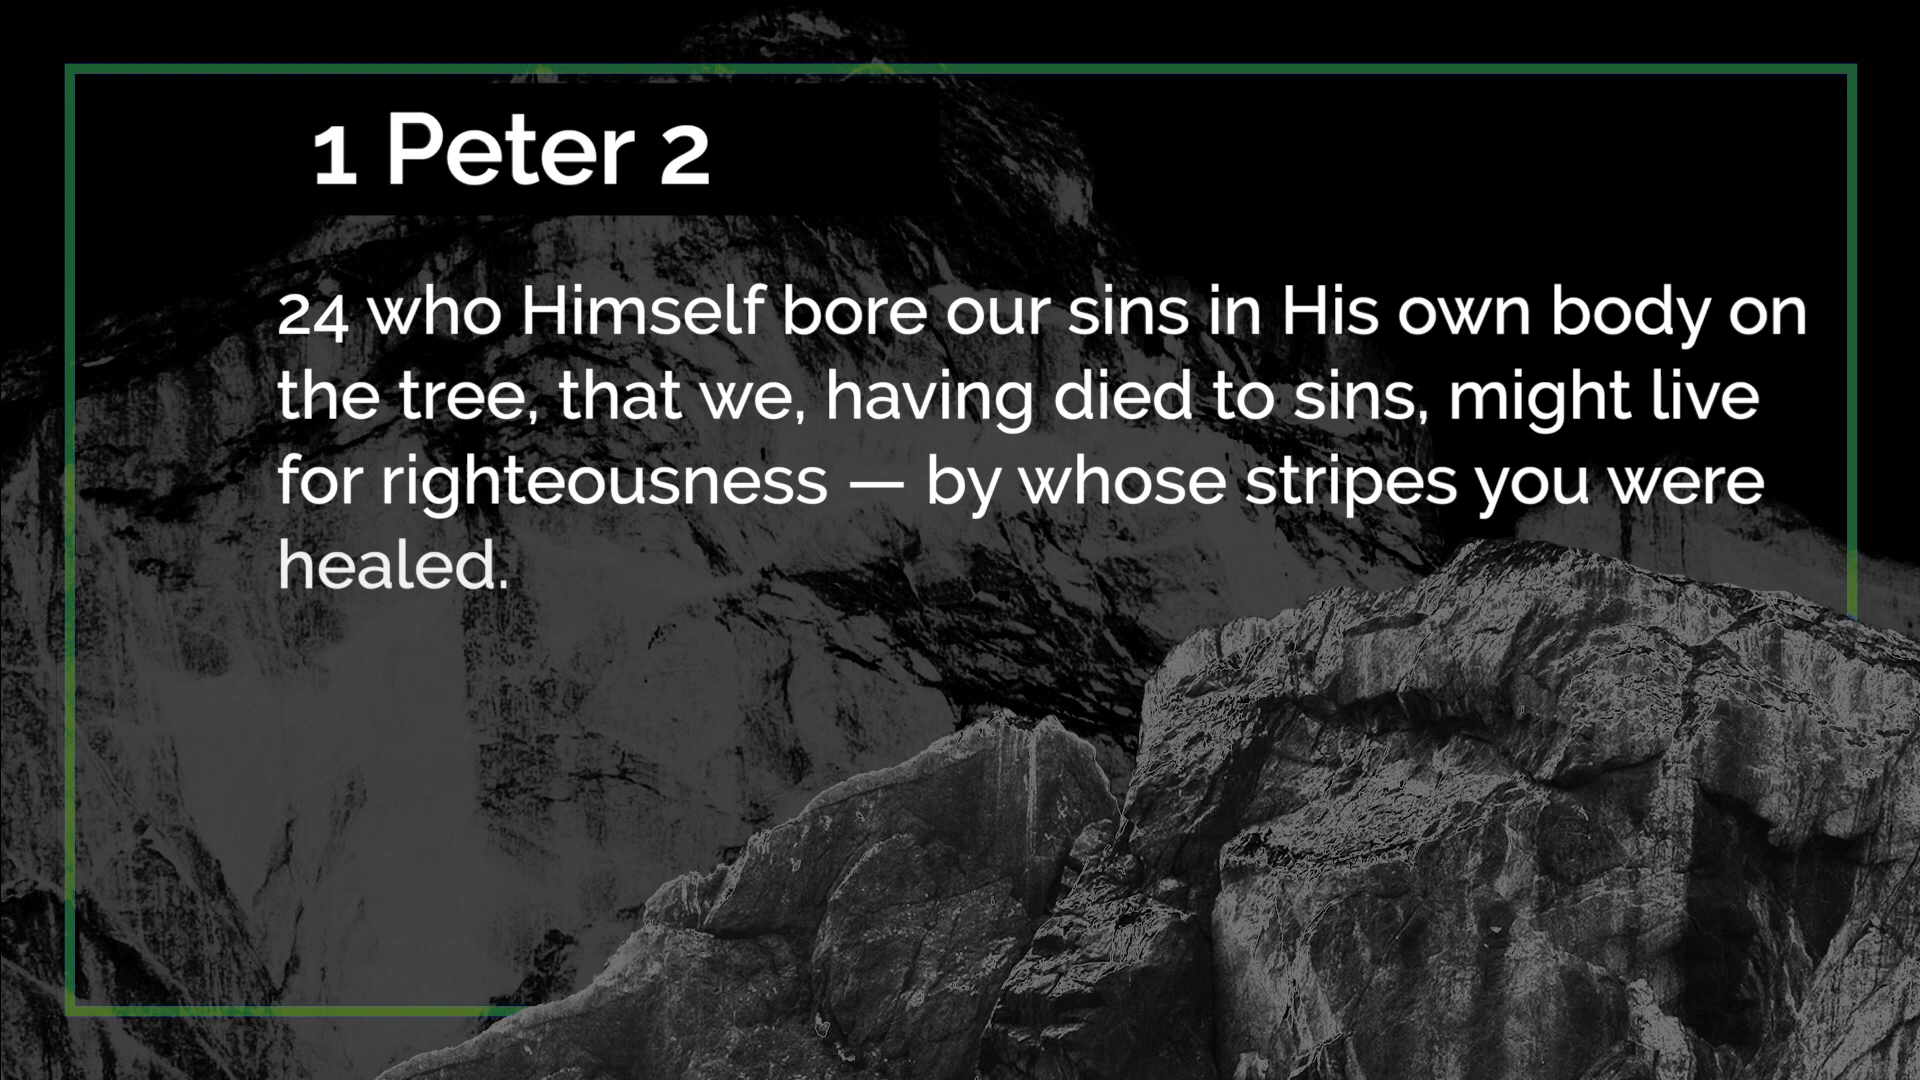 1 Peter 2
24 who Himself bore our sins in His own body on
the tree, that we, having died to sins, might live
for righteousness — by whose stripes you were
healed.